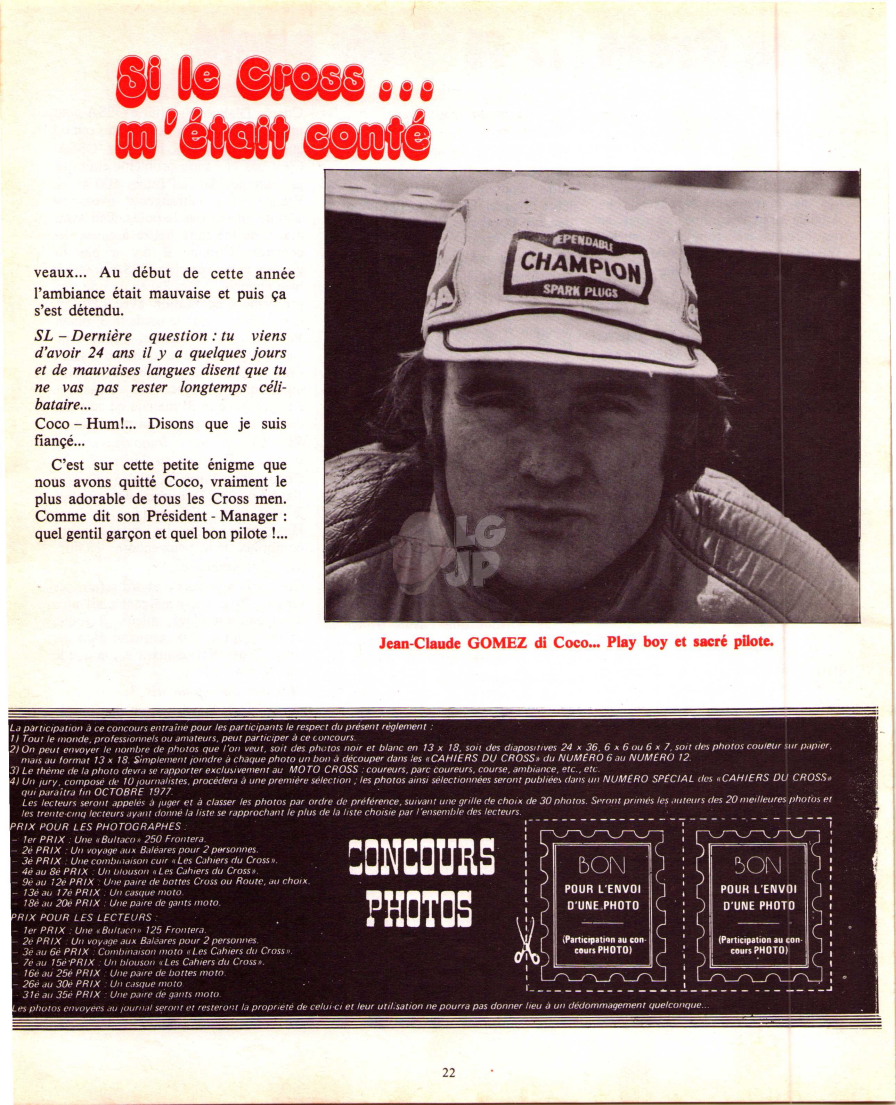 Si le Cross...
m'était conté
veaux... Au début de cette année
l'ambiance était mauvaise et puis ça
s'est détendu.
SL – Dernière question : tu viens
d'avoir 24 ans il y a quelques jours
et de mauvaises langues disent que tu
ne vas pas rester longtemps céli-
bataire...
Coco – Hum!... Disons que je suis
fiançé...
C'est sur cette petite énigme que
nous avons quitté Coco, vraiment le
plus adorable de tous les Cross men.
Comme dit son Président - Manager :
quel gentil garçon et quel bon pilote !...
DEPENDABLE
CHAMPION
SPARK PLUGS
LG
JP
Jean-Claude GOMEZ di Coco... Play boy et sacré pilote.
La participation à ce concours entraîne pour les participants le respect du présent règlement :
1) Tout le monde, professionnels ou amateurs, peut participer à ce concours.
2) On peut envoyer le nombre de photos que l'on veut, soit des photos noir et blanc en 13 x 18, soit des diapositives 24 x 36, 6 x 6 ou 6 x 7, soit des photos couleur sur papier,
mais au format 13 x 18. Simplement joindre à chaque photo un bon à découper dans les «CAHIERS DU CROSS» du NUMERO 6 au NUMERO 12.
3) Le thème de la photo devra se rapporter exclusivement au MOTO CROSS : coureurs, parc coureurs, course, ambiance, etc., etc.
4) Un jury, composé de 10 journalistes, procédera à une première sélection ; les photos ainsi sélectionnées seront publiées dans un NUMERO SPECIAL des «CAHIERS DU CROSS»
qui paraîtra fin OCTOBRE 1977.
Les lecteurs seront appelés à juger et à classer les photos par ordre de préférence, suivant une grille de choix de 30 photos. Seront primés les auteurs des 20 meilleures photos et
les trente-cinq lecteurs ayant donné la liste se rapprochant le plus de la liste choisie par l'ensemble des lecteurs.
PRIX POUR LES PHOTOGRAPHES :
– 1er PRIX : Une «Bultaco» 250 Frontera.
– 2è PRIX : Un voyage aux Baléares pour 2 personnes.
– 3è PRIX : Une combinaison cuir «Les Cahiers du Cross».
– 4è au 8è PRIX : Un blouson «Les Cahiers du Cross».
– 9è au 12è PRIX : Une paire de bottes Cross ou Route, au choix.
– 13è au 17è PRIX : Un casque moto.
– 18è au 20è PRIX : Une paire de gants moto.
PRIX POUR LES LECTEURS :
– 1er PRIX : Une «Bultaco» 125 Frontera.
– 2è PRIX : Un voyage aux Baléares pour 2 personnes.
– 3è au 6è PRIX : Combinaison moto «Les Cahiers du Cross».
– 7è au 15è PRIX : Un blouson «Les Cahiers du Cross».
– 16è au 25è PRIX : Une paire de bottes moto.
– 26è au 30è PRIX : Un casque moto
– 31è au 35è PRIX : Une paire de gants moto.
Les photos envoyées au journal seront et resteront la propriété de celui-ci et leur utilisation ne pourra pas donner lieu à un dédommagement quelconque...
CONCOURS
PHOTOS
BON
POUR L'ENVOI
D'UNE PHOTO
(Participation au con-
cours PHOTO)
BON
POUR L'ENVOI
D'UNE PHOTO
(Participation au con-
cours PHOTO)
22